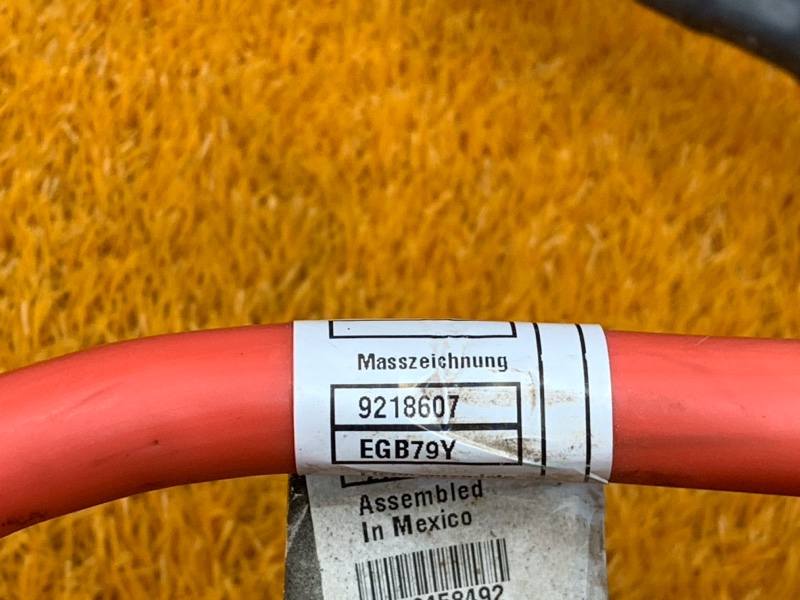 Masszeichnung
9218607
EGB79Y
Assembled
In Mexico